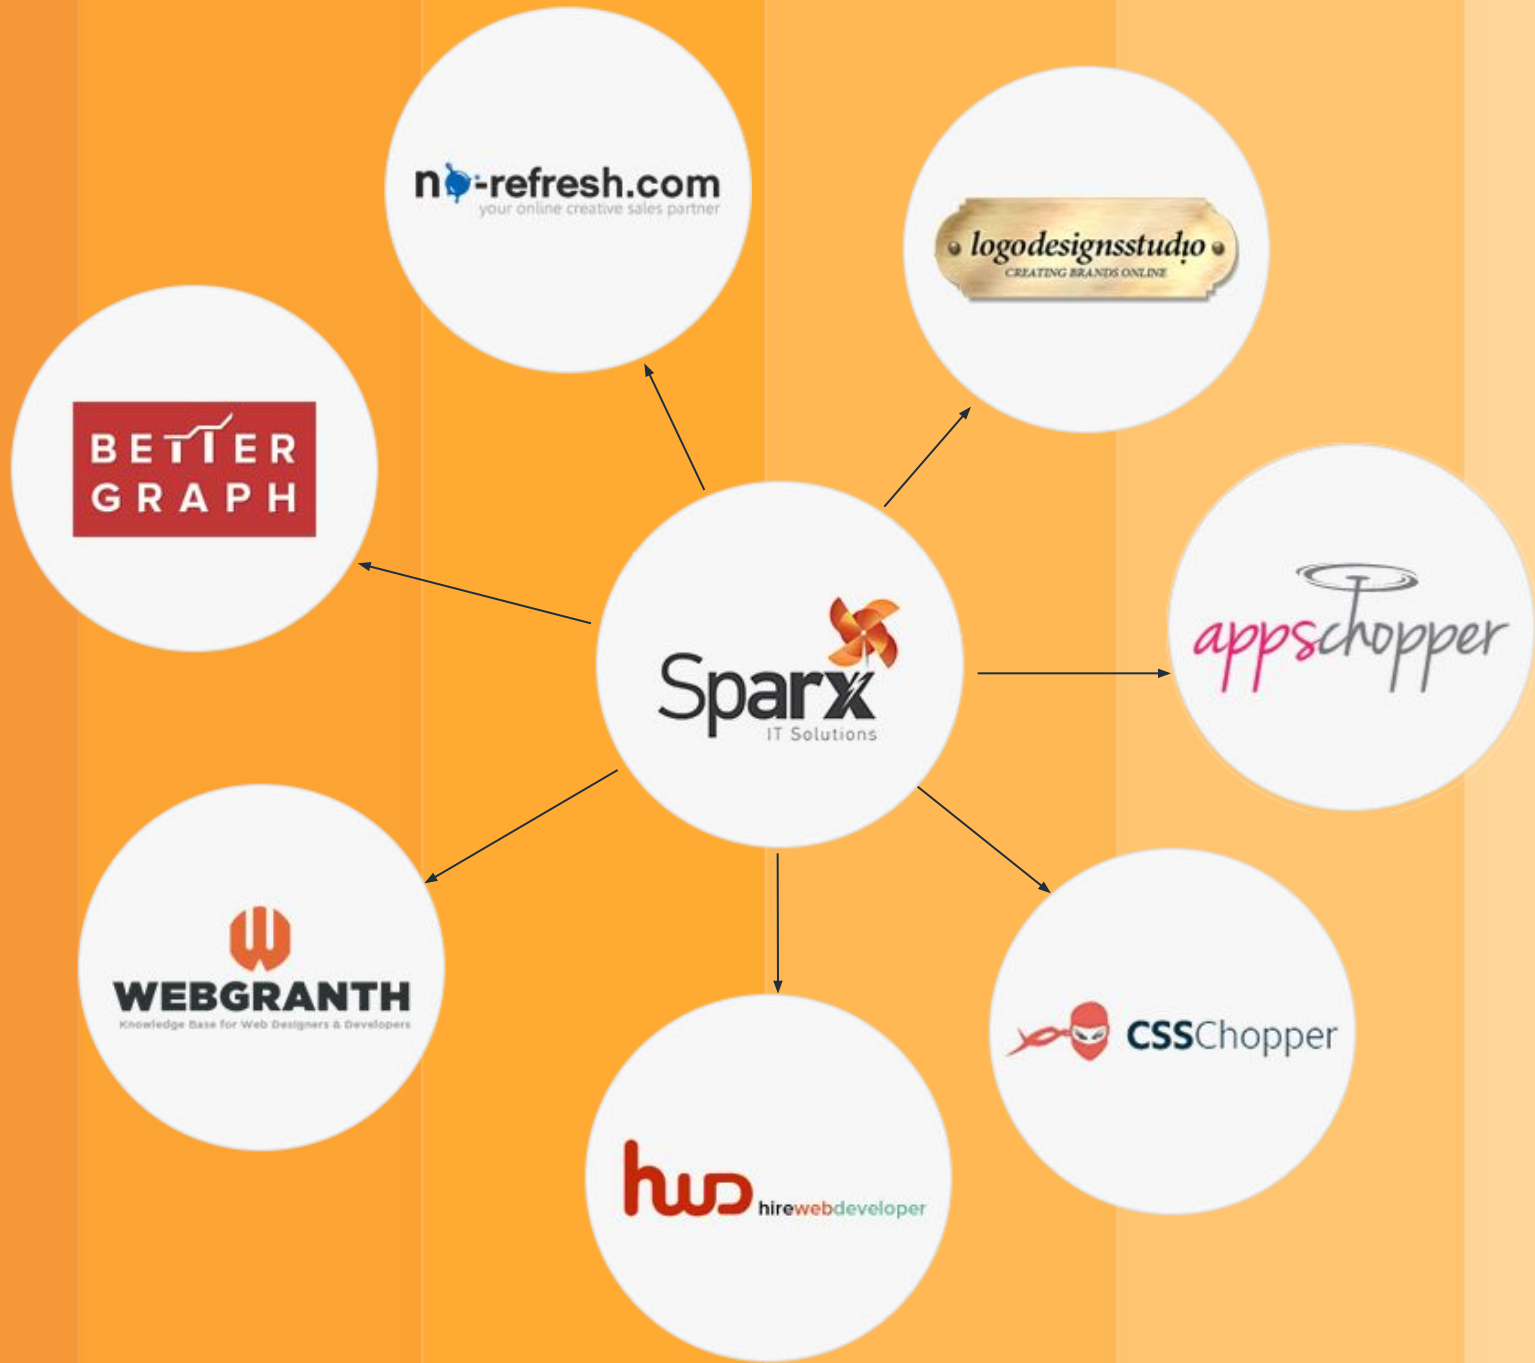 no-refresh.com
your online creative sales partner
logodesignsstudio
CREATING BRANDS ONLINE
BETTER
GRAPH
appschopper
Sparx
IT Solutions
WEBGRANTH
Knowledge Base for Web Designers & Developers
CSSChopper
hwd hirewebdeveloper